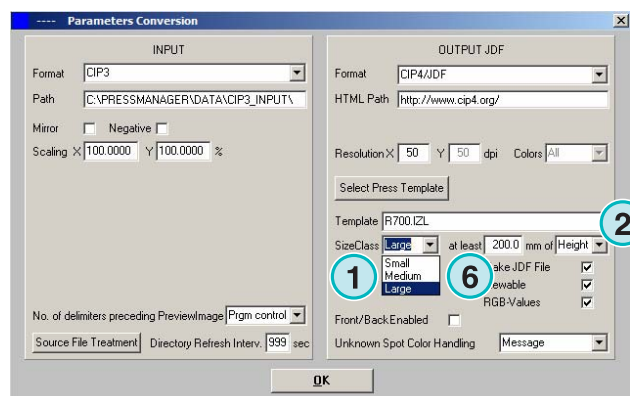 ---- Parameters Conversion
INPUT
Format CIP3
Path C:\PRESSMANAGER\DATA\CIP3_INPUT\
Mirror Negative
Scaling X 100.0000 Y 100.0000 %
No. of delimiters preceding PreviewImage Prgm control
Source File Treatment Directory Refresh Interv. 999 sec
OUTPUT JDF
Format CIP4/JDF
HTML Path http://www.cip4.org/
Resolution X 50 Y 50 dpi Colors All
Select Press Template
Template R700.IZL
2
SizeClass Large at least 200.0 mm of Height
Small
Medium
Large
1
6
ake JDF File
ewable
RGB-Values
Front/Back Enabled
Unknown Spot Color Handling Message
OK